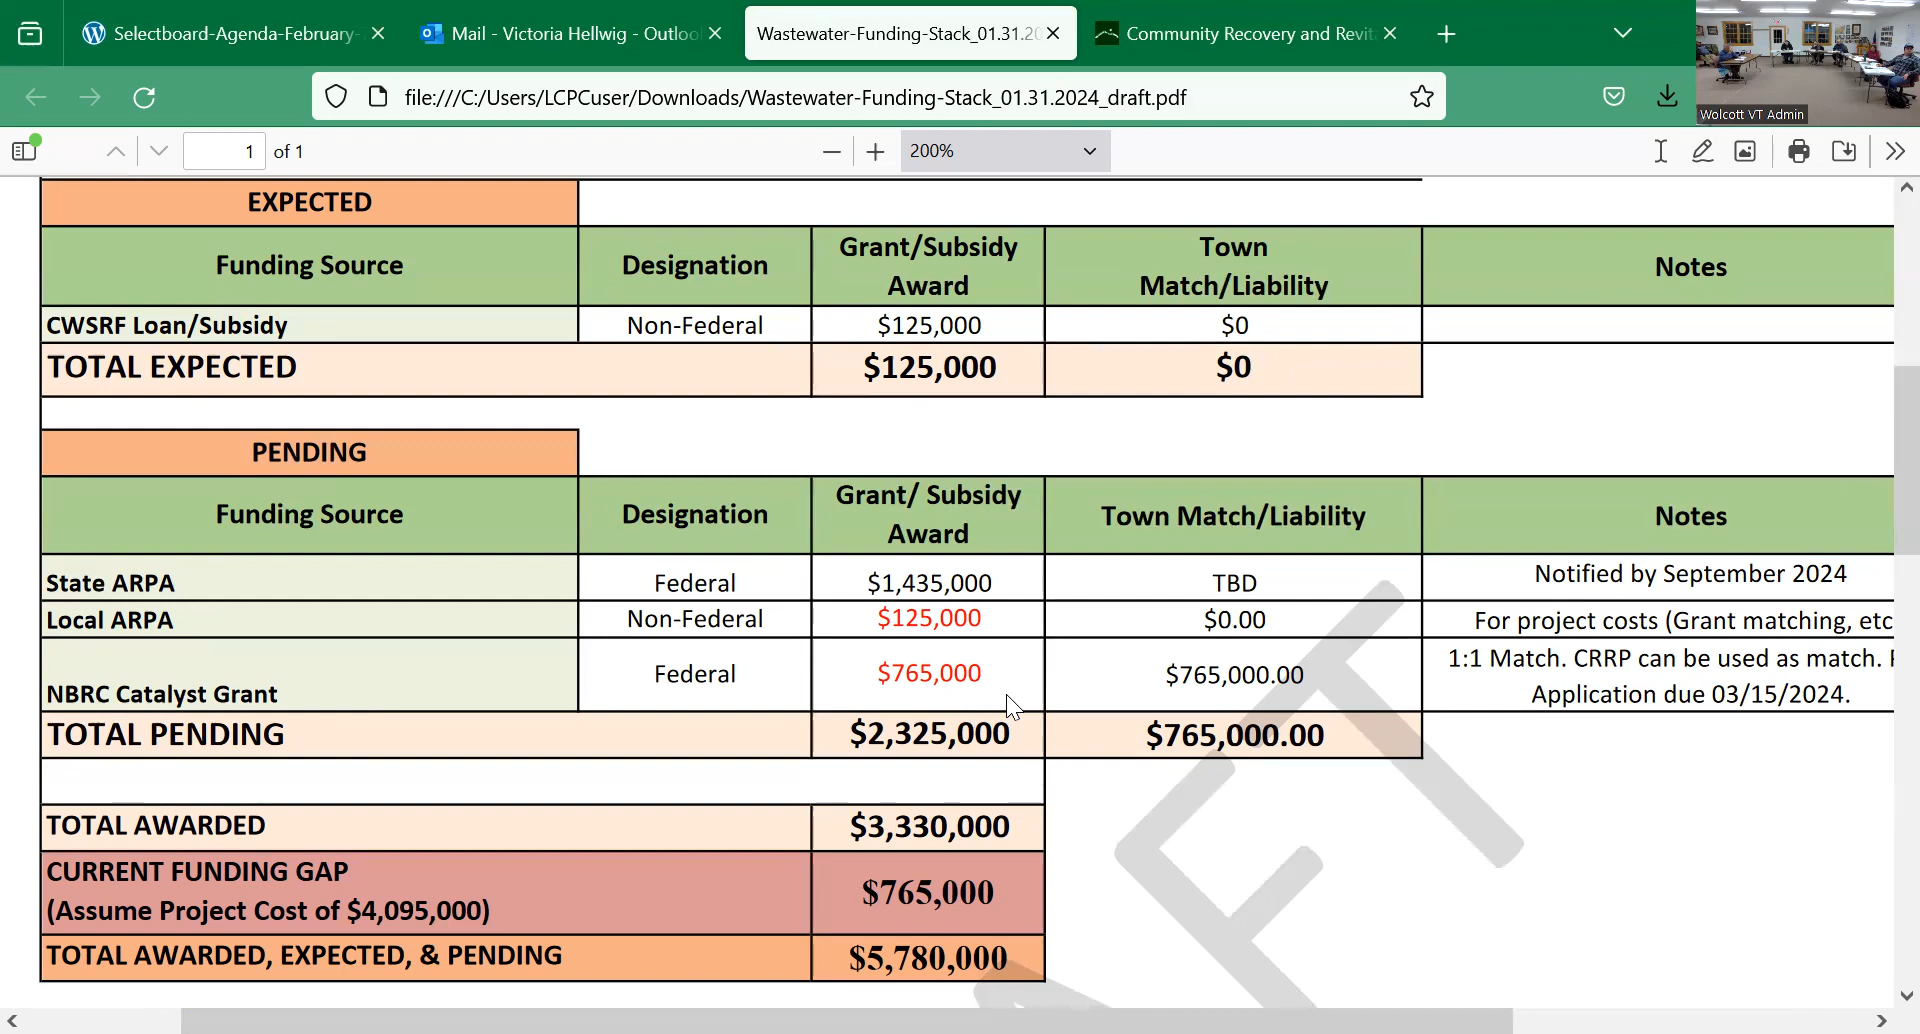 Selectboard-Agenda-February-
Mail - Victoria Hellwig - Outloo
Wastewater-Funding-Stack_01.31.20
Community Recovery and Revit
file:///C:/Users/LCPCuser/Downloads/Wastewater-Funding-Stack_01.31.2024_draft.pdf
Wolcott VT Admin
1 of 1
200%
EXPECTED
Funding Source Designation Grant/Subsidy Award Town Match/Liability Notes
CWSRF Loan/Subsidy Non-Federal $125,000 $0
TOTAL EXPECTED $125,000 $0
PENDING
Funding Source Designation Grant/ Subsidy Award Town Match/Liability Notes
State ARPA Federal $1,435,000 TBD Notified by September 2024
Local ARPA Non-Federal $125,000 $0.00 For project costs (Grant matching, etc
NBRC Catalyst Grant Federal $765,000 $765,000.00 1:1 Match. CRRP can be used as match.
Application due 03/15/2024.
TOTAL PENDING $2,325,000 $765,000.00
TOTAL AWARDED $3,330,000
CURRENT FUNDING GAP
(Assume Project Cost of $4,095,000) $765,000
TOTAL AWARDED, EXPECTED, & PENDING $5,780,000
AFT